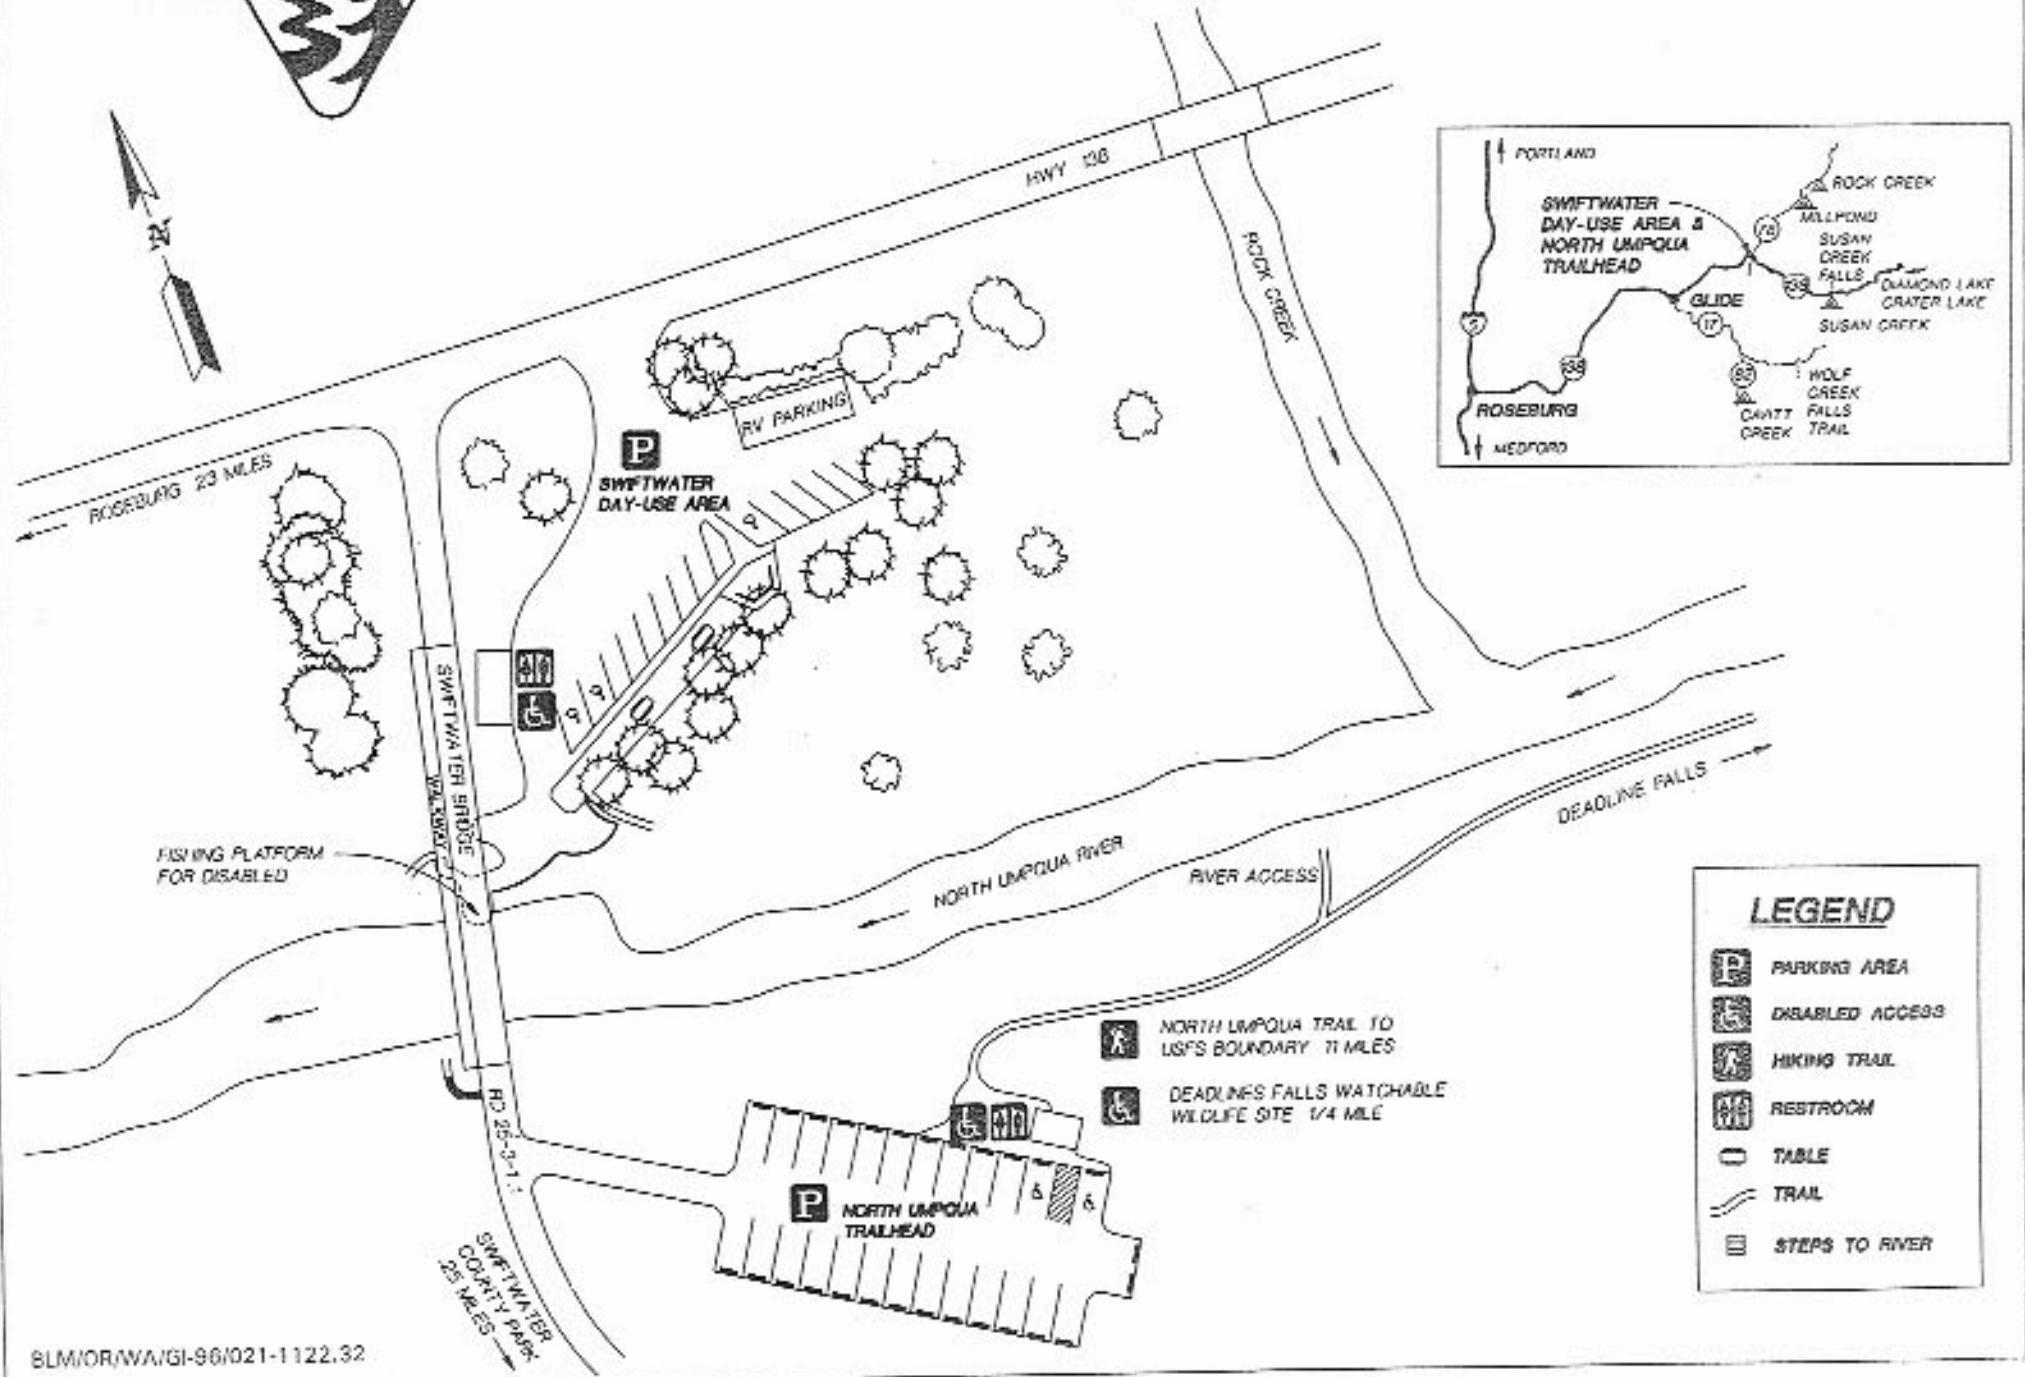 HWY 138
ROCK CREEK
PORTLAND
ROCK CREEK
MILLPOND
78
SWIFTWATER
DAY-USE AREA &
NORTH UMPQUA
TRAILHEAD
SUSAN
CREEK
FALLS
138
DIAMOND LAKE
CRATER LAKE
SUSAN CREEK
GLIDE
17
5
138
82
WOLF
CREEK
FALLS
TRAIL
CAVITT
CREEK
ROSEBURG
MEDFORD
N
RV PARKING
P
SWIFTWATER
DAY-USE AREA
ROSEBURG 23 MILES
SWIFTWATER BRIDGE
WALKWAY
FISHING PLATFORM
FOR DISABLED
NORTH UMPQUA RIVER
RIVER ACCESS
DEADLINE FALLS
NORTH UMPQUA TRAIL TO
USFS BOUNDARY 11 MILES
DEADLINES FALLS WATCHABLE
WILDLIFE SITE 1/4 MILE
RD 25-3-1.1
P
NORTH UMPQUA
TRAILHEAD
SWIFTWATER
COUNTY PARK
.25 MILES
LEGEND
P PARKING AREA
DISABLED ACCESS
HIKING TRAIL
RESTROOM
TABLE
TRAIL
STEPS TO RIVER
BLM/OR/WA/GI-96/021-1122.32